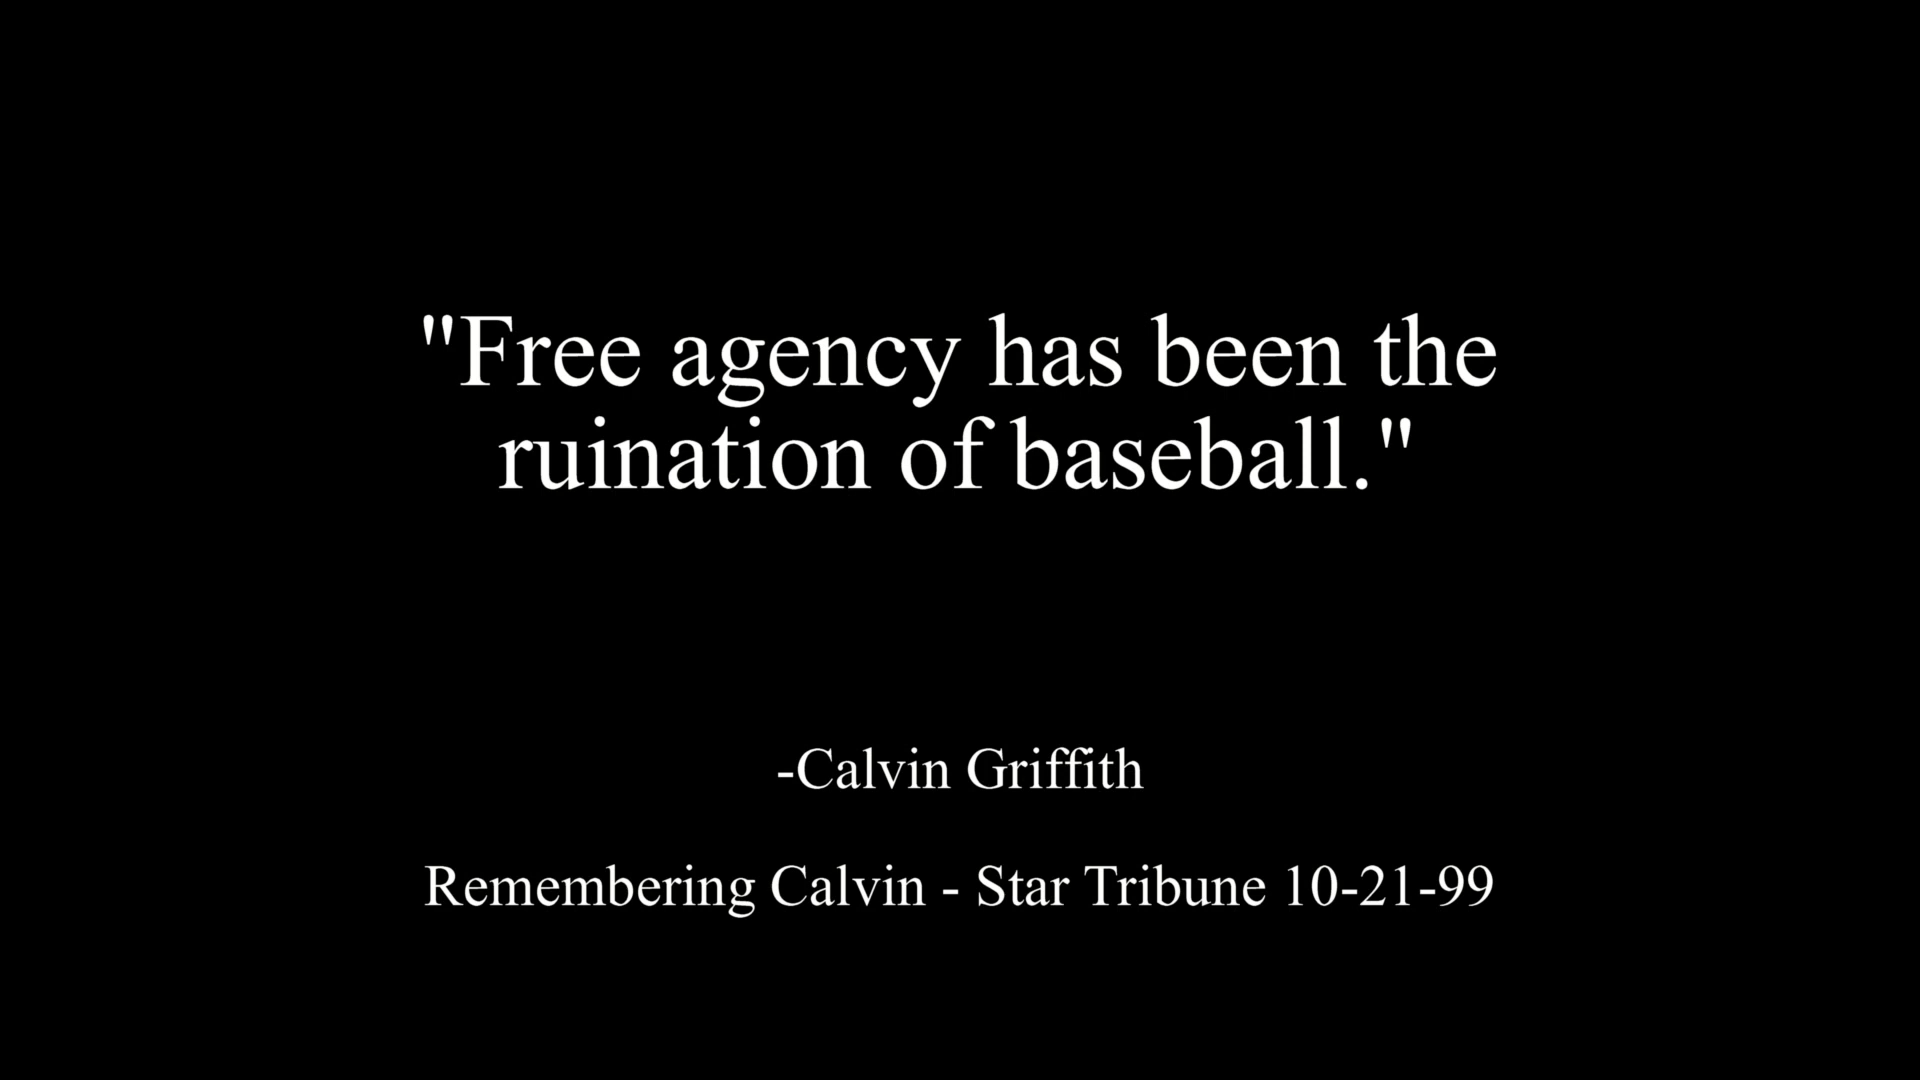 "Free agency has been the
ruination of baseball."
-Calvin Griffith
Remembering Calvin - Star Tribune 10-21-99